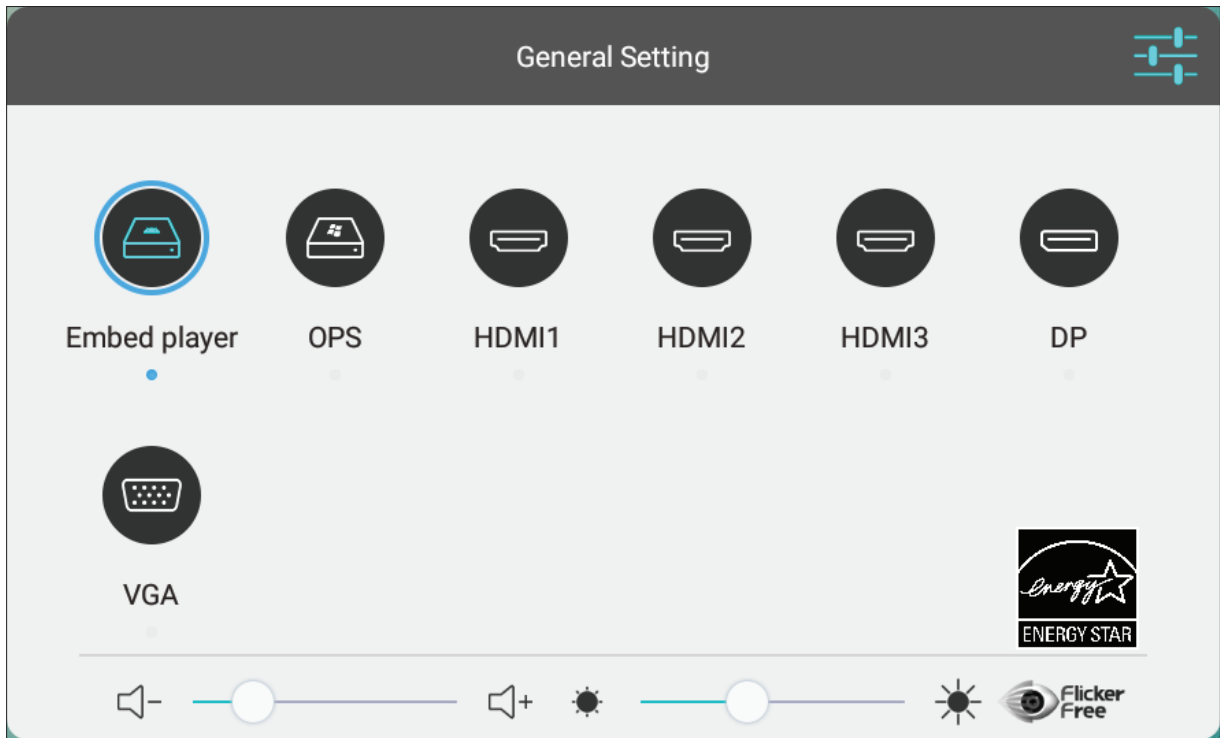 General Setting
Embed player
OPS
HDMI1
HDMI2
HDMI3
DP
VGA
energy
ENERGY STAR
Flicker
Free